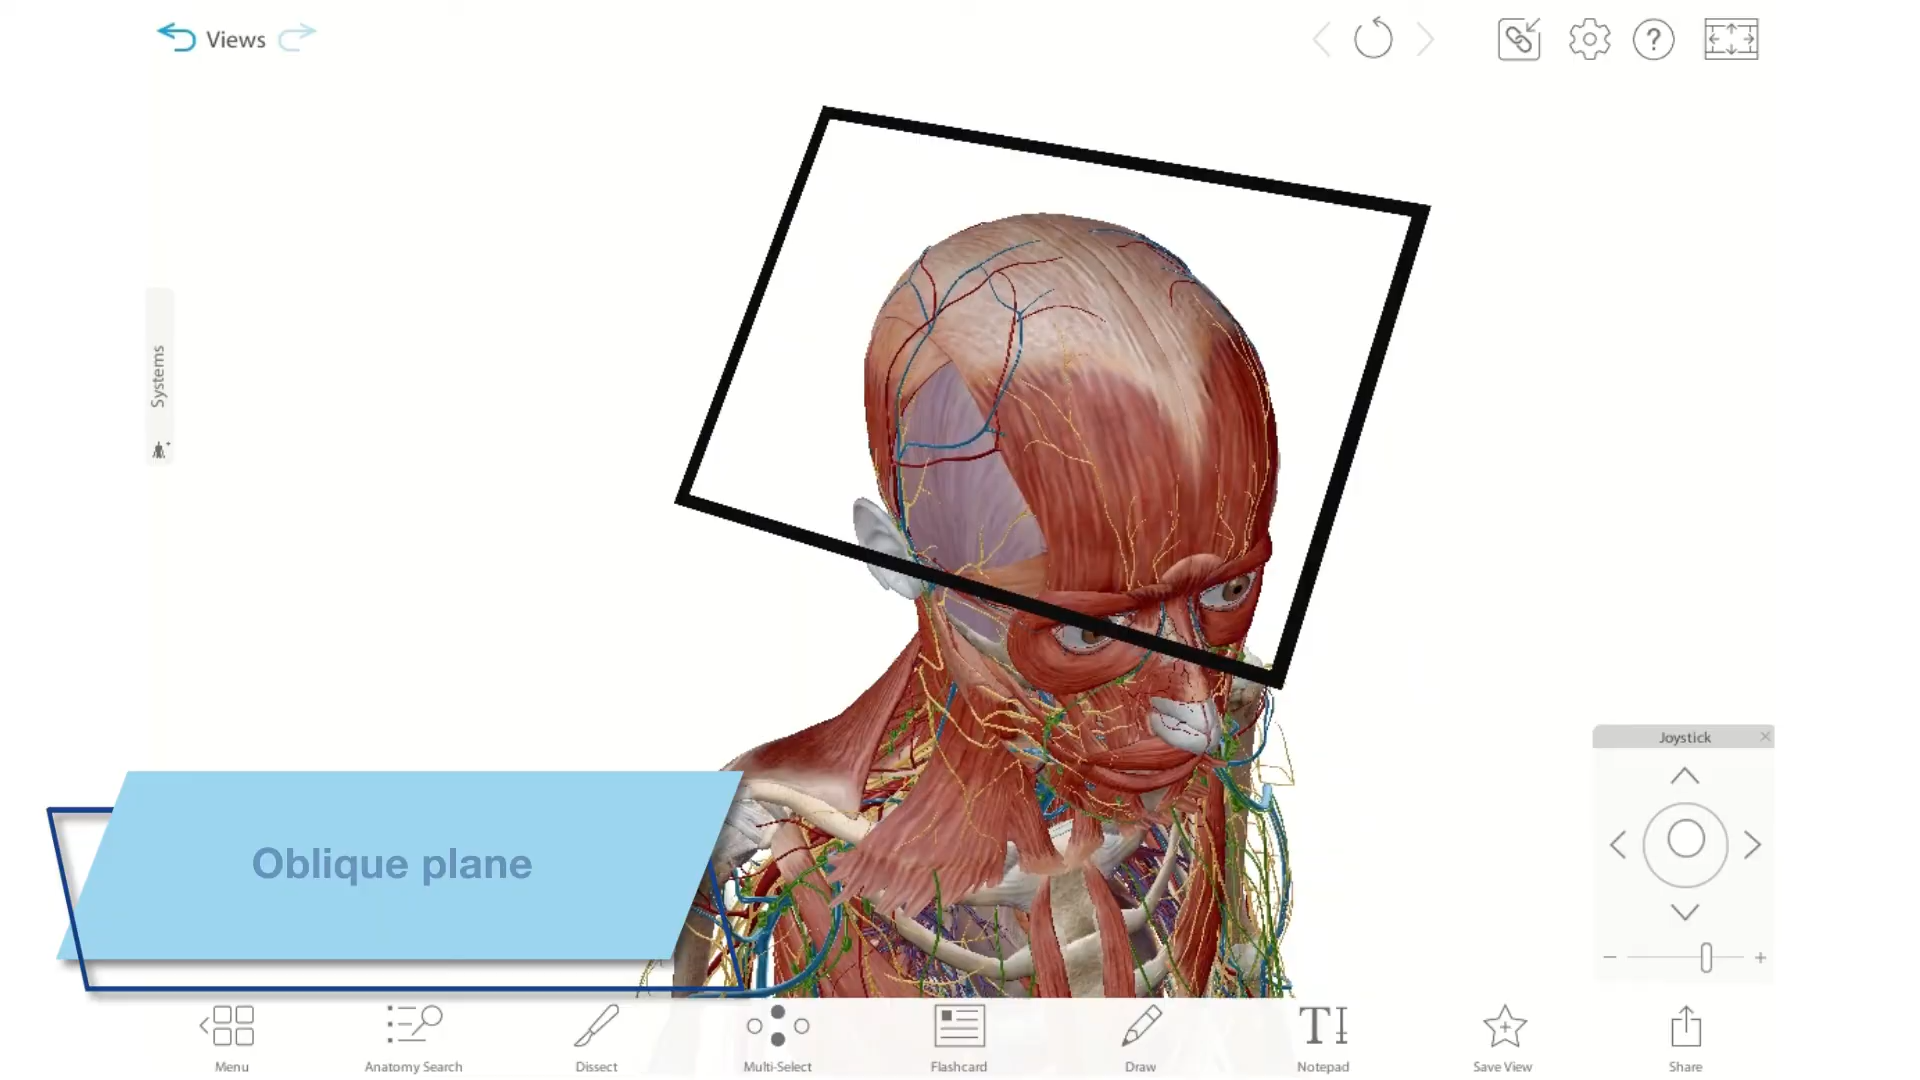 Views
Systems
Joystick
Oblique plane
Menu
Anatomy Search
Dissect
Multi-Select
Flashcard
Draw
Notepad
Save View
Share